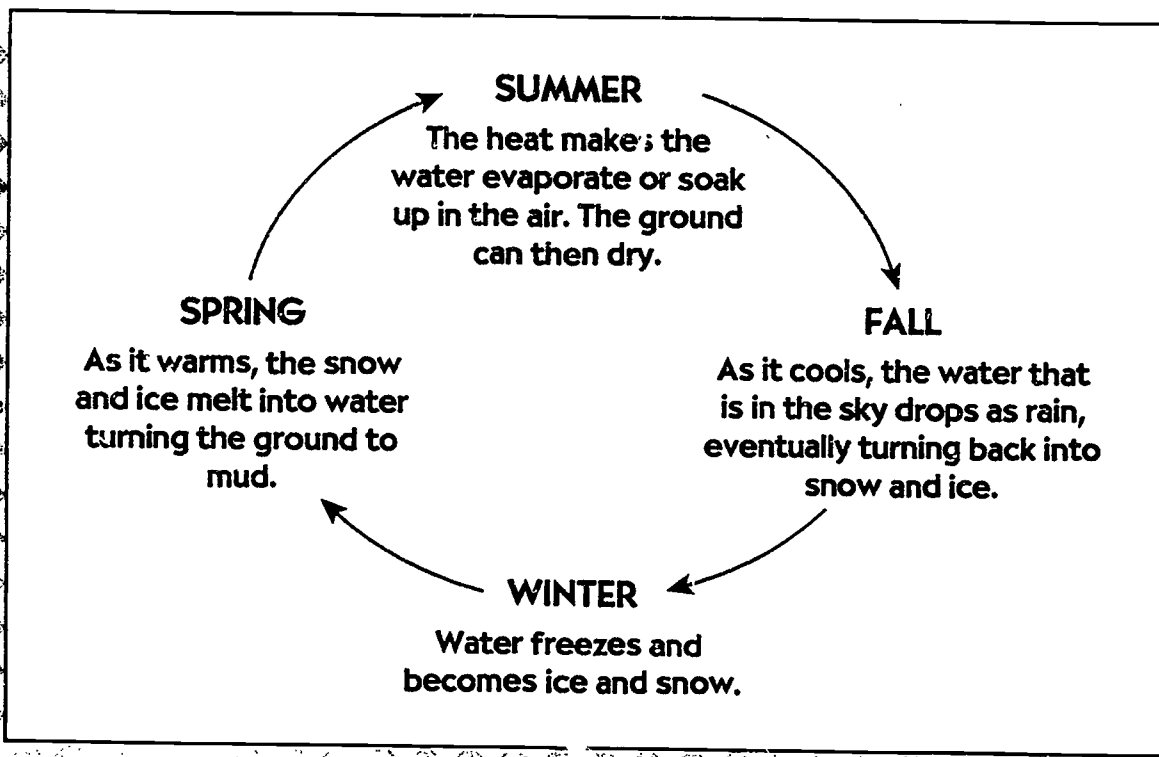 SUMMER
The heat makes the
water evaporate or soak
up in the air. The ground
can then dry.
SPRING
As it warms, the snow
and ice melt into water
turning the ground to
mud.
FALL
As it cools, the water that
is in the sky drops as rain,
eventually turning back into
snow and ice.
WINTER
Water freezes and
becomes ice and snow.